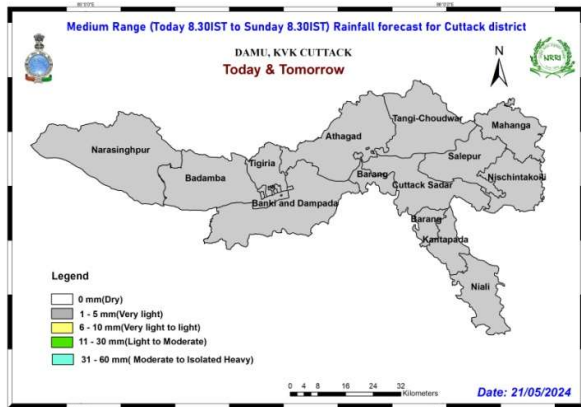 Medium Range (Today 8.30IST to Sunday 8.30IST) Rainfall forecast for Cuttack district
DAMU, KVK CUTTACK
Today & Tomorrow
N
NRRI
Tangi-Choudwar
Mahanga
Athagad
Narasinghpur
Tigiria
Salepur
Badamba
Barang
Nischintakoili
Cuttack Sadar
Banki and Dampada
Barang
Kantapada
Niali
Legend
0 mm(Dry)
1 - 5 mm(Very light)
6 - 10 mm(Very light to light)
11 - 30 mm(Light to Moderate)
31 - 60 mm( Moderate to Isolated Heavy)
0 4 8 16 24 32
Kilometers
Date: 21/05/2024